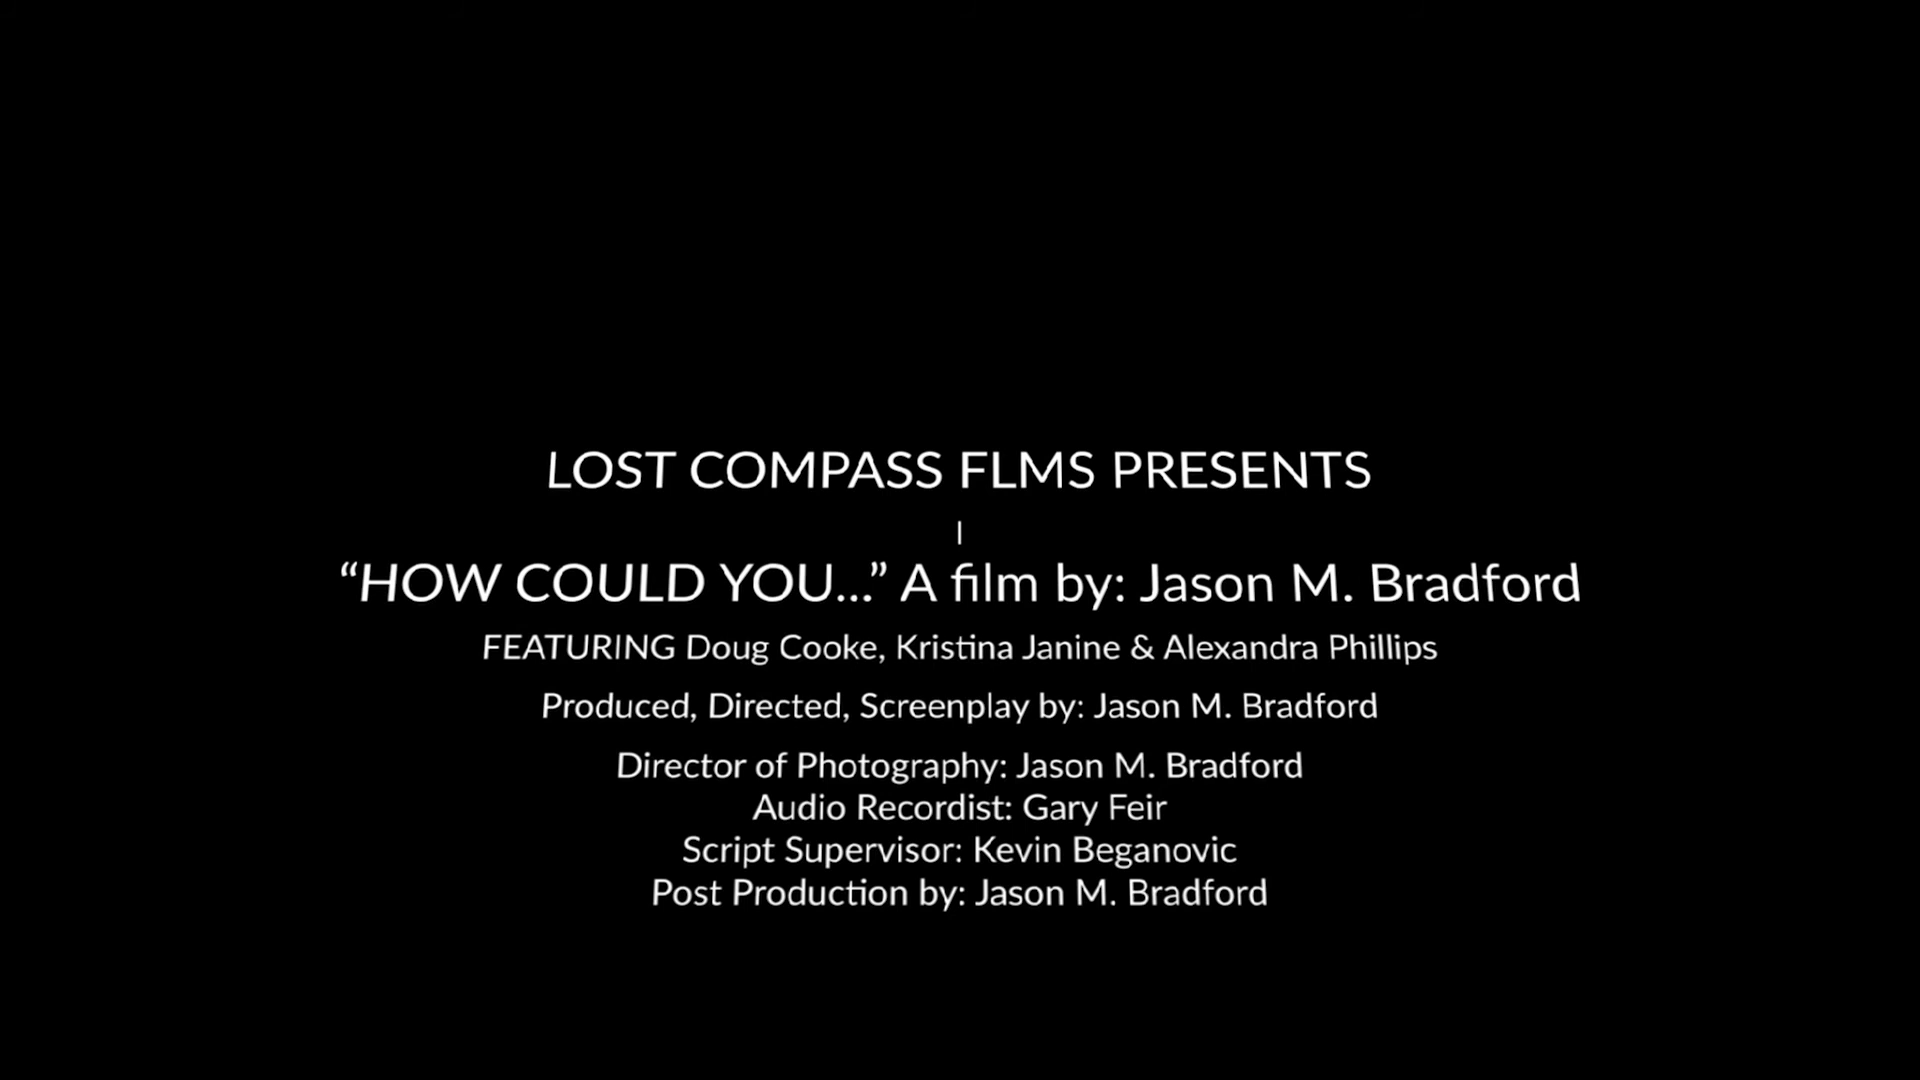 LOST COMPASS FLMS PRESENTS
|
“HOW COULD YOU...” A film by: Jason M. Bradford
FEATURING Doug Cooke, Kristina Janine & Alexandra Phillips
Produced, Directed, Screenplay by: Jason M. Bradford
Director of Photography: Jason M. Bradford
Audio Recordist: Gary Feir
Script Supervisor: Kevin Beganovic
Post Production by: Jason M. Bradford